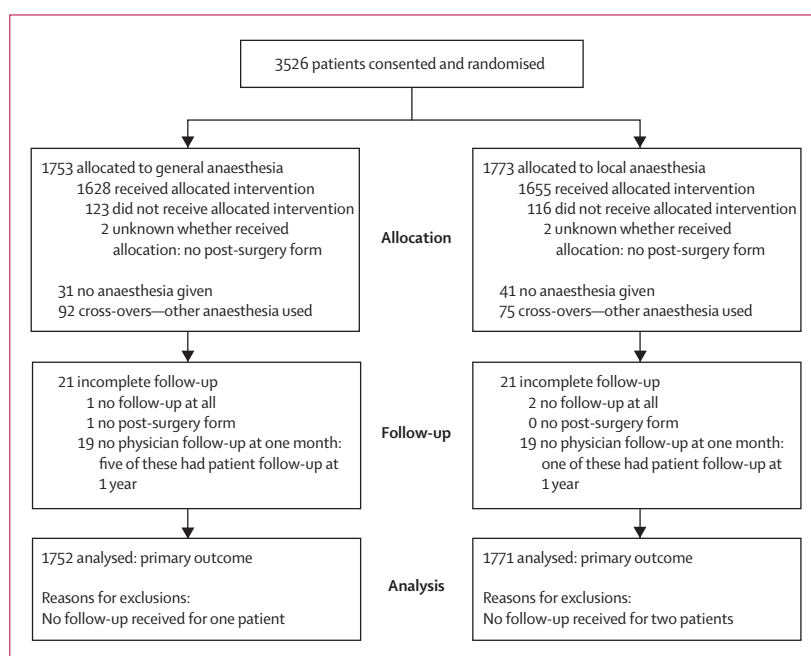 3526 patients consented and randomised
1753 allocated to general anaesthesia
1628 received allocated intervention
123 did not receive allocated intervention
2 unknown whether received
allocation: no post-surgery form
31 no anaesthesia given
92 cross-overs—other anaesthesia used
Allocation
1773 allocated to local anaesthesia
1655 received allocated intervention
116 did not receive allocated intervention
2 unknown whether received
allocation: no post-surgery form
41 no anaesthesia given
75 cross-overs—other anaesthesia used
21 incomplete follow-up
1 no follow-up at all
1 no post-surgery form
19 no physician follow-up at one month:
five of these had patient follow-up at
1 year
Follow-up
21 incomplete follow-up
2 no follow-up at all
0 no post-surgery form
19 no physician follow-up at one month:
one of these had patient follow-up at
1 year
1752 analysed: primary outcome
Reasons for exclusions:
No follow-up received for one patient
Analysis
1771 analysed: primary outcome
Reasons for exclusions:
No follow-up received for two patients